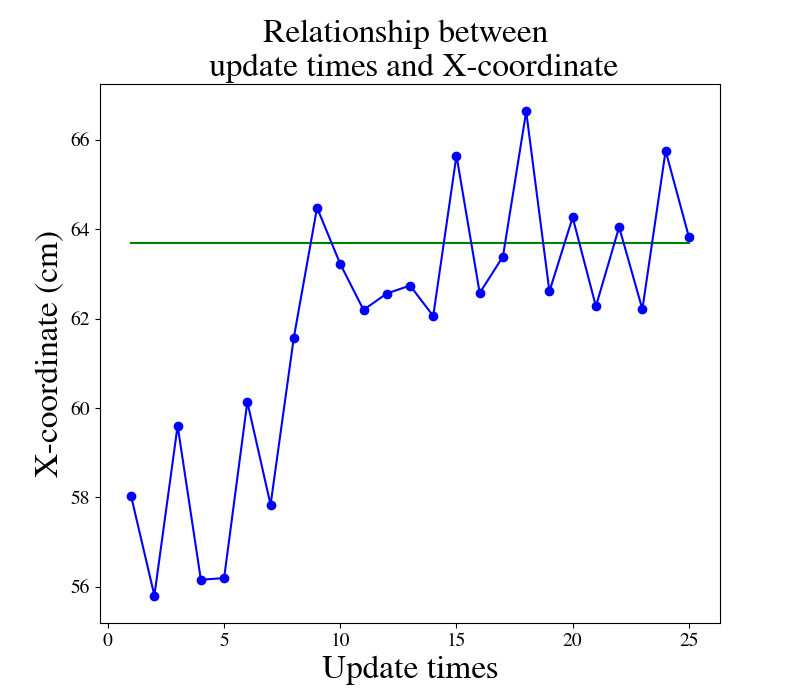 Relationship between
update times and X-coordinate
X-coordinate (cm)
66
64
62
60
58
56
0 5 10 15 20 25
Update times